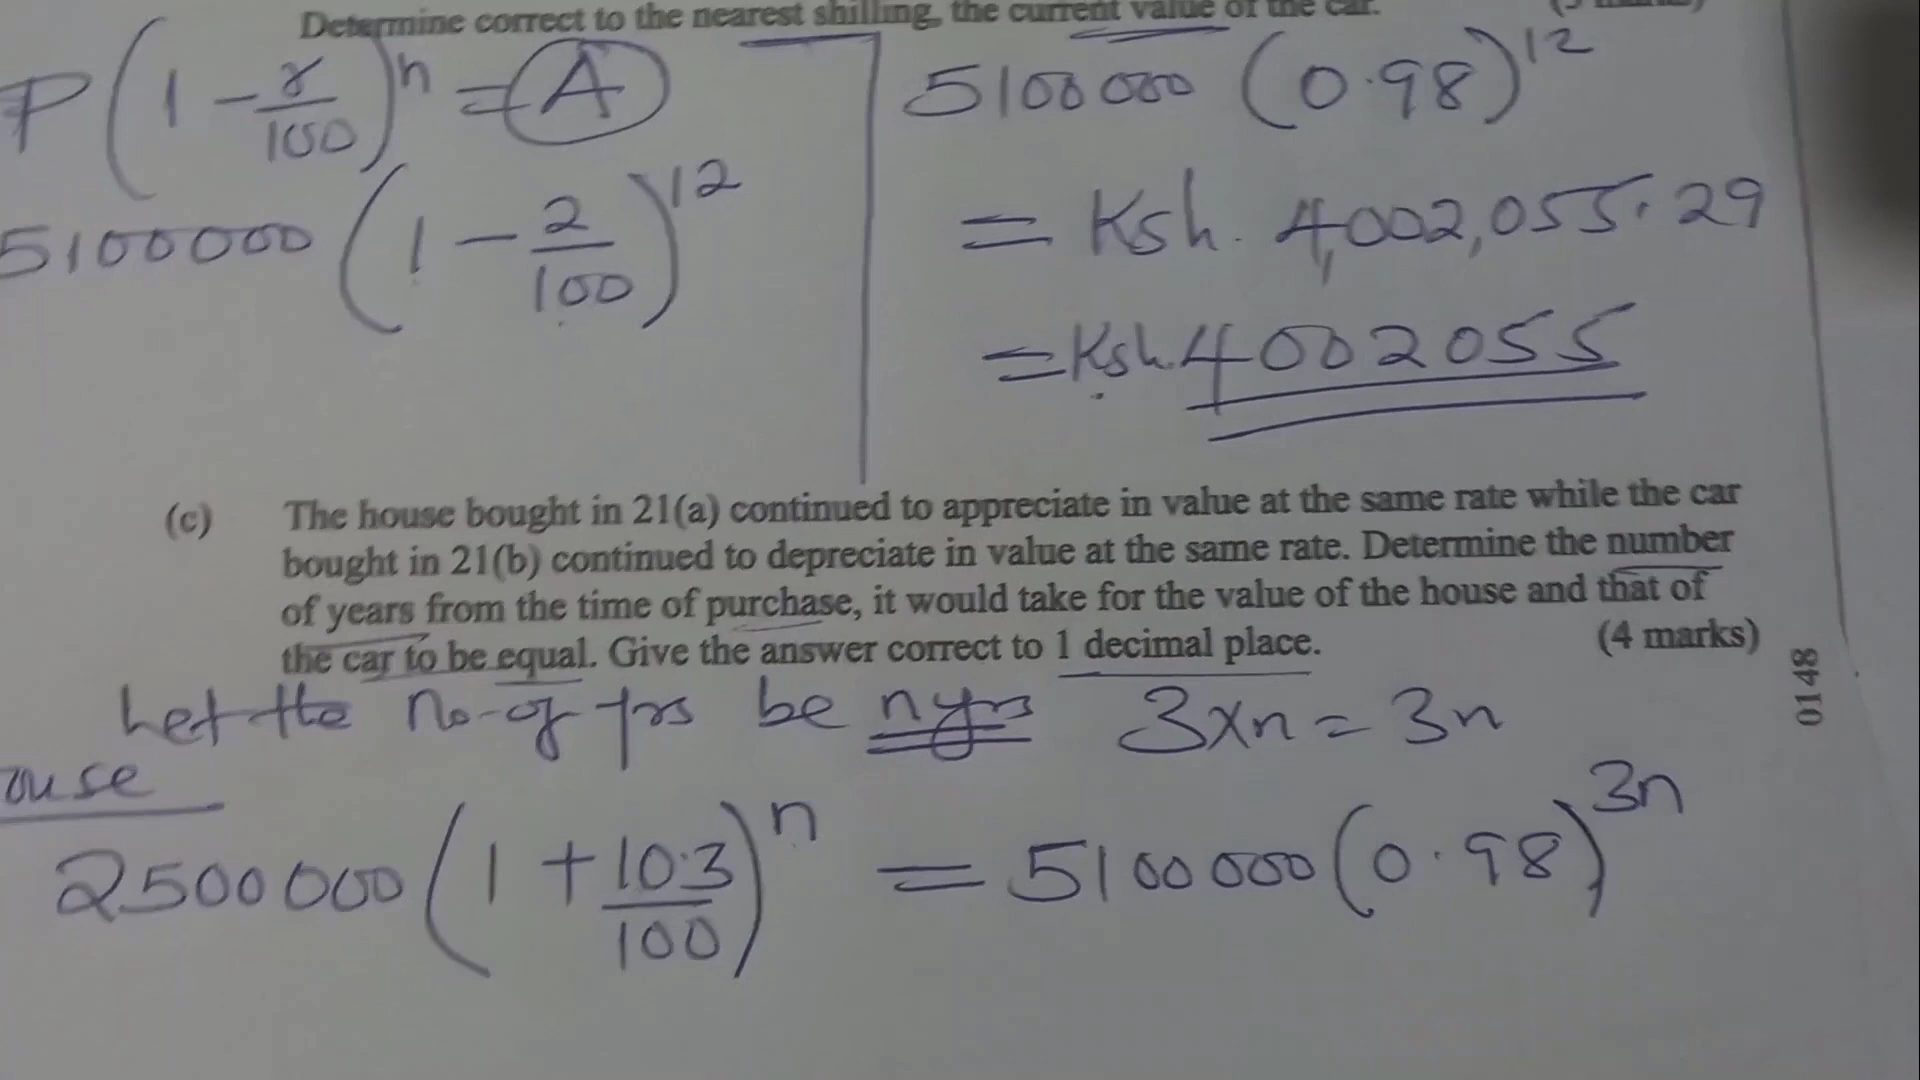 Determine correct to the nearest shilling, the current value of the car.
P(1 - r/100)^n = A
5100000(1 - 2/100)^12
5100000 (0.98)^12
= Ksh. 4,002,055.29
= Ksh. 4002055
(c) The house bought in 21(a) continued to appreciate in value at the same rate while the car
bought in 21(b) continued to depreciate in value at the same rate. Determine the number
of years from the time of purchase, it would take for the value of the house and that of
the car to be equal. Give the answer correct to 1 decimal place. (4 marks)
0148
Let the No. of yrs be n yrs 3xn = 3n
ouse
2500000(1 + 10.3/100)^n = 5100000(0.98)^3n